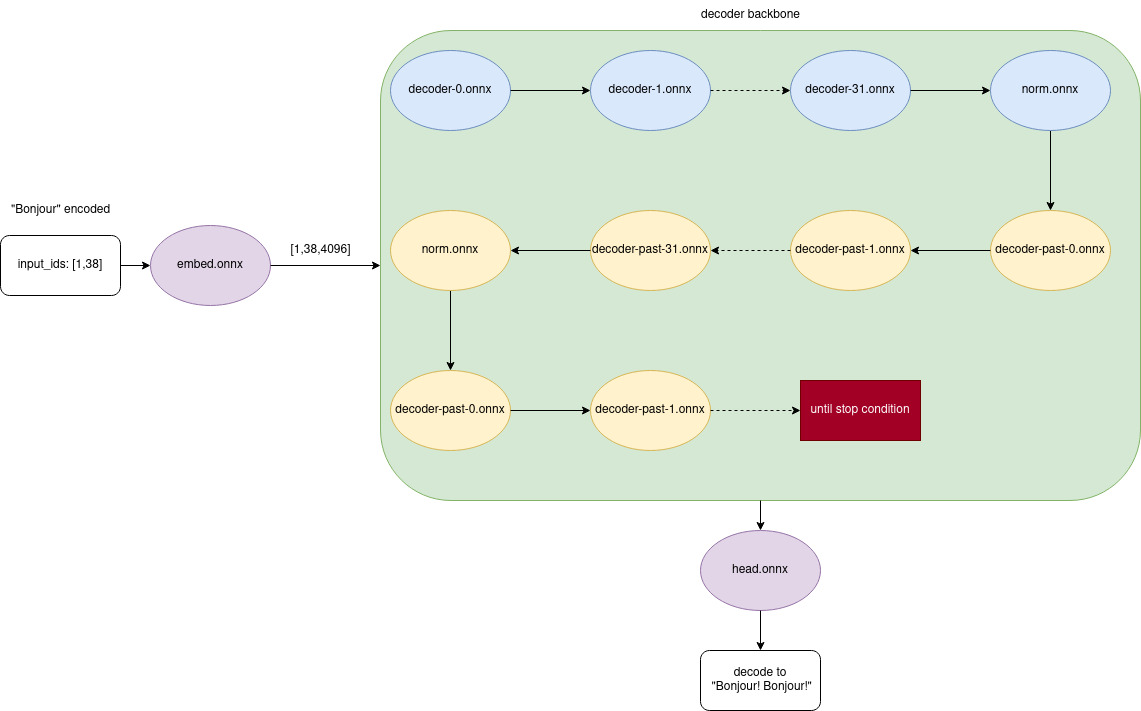 decoder backbone
decoder-0.onnx
decoder-1.onnx
decoder-31.onnx
norm.onnx
"Bonjour" encoded
input_ids: [1,38]
embed.onnx
[1,38,4096]
norm.onnx
decoder-past-31.onnx
decoder-past-1.onnx
decoder-past-0.onnx
decoder-past-0.onnx
decoder-past-1.onnx
until stop condition
head.onnx
decode to
"Bonjour! Bonjour!"